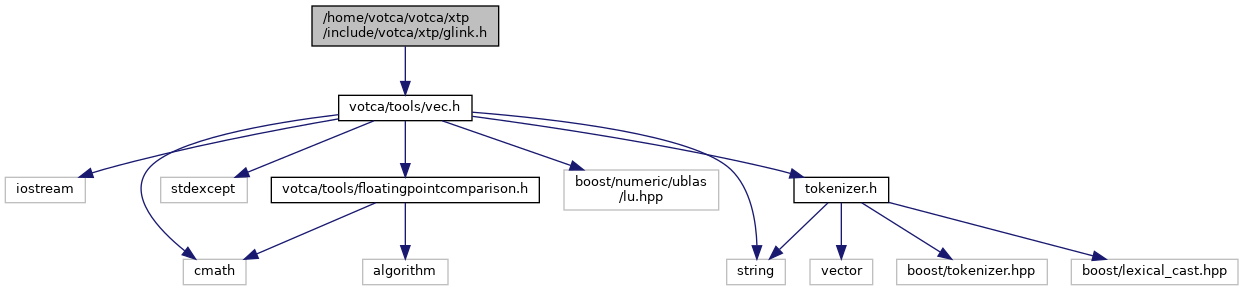 /home/votca/votca/xtp
/include/votca/xtp/glink.h
votca/tools/vec.h
iostream
stdexcept
votca/tools/floatingpointcomparison.h
boost/numeric/ublas
/lu.hpp
tokenizer.h
cmath
algorithm
string
vector
boost/tokenizer.hpp
boost/lexical_cast.hpp